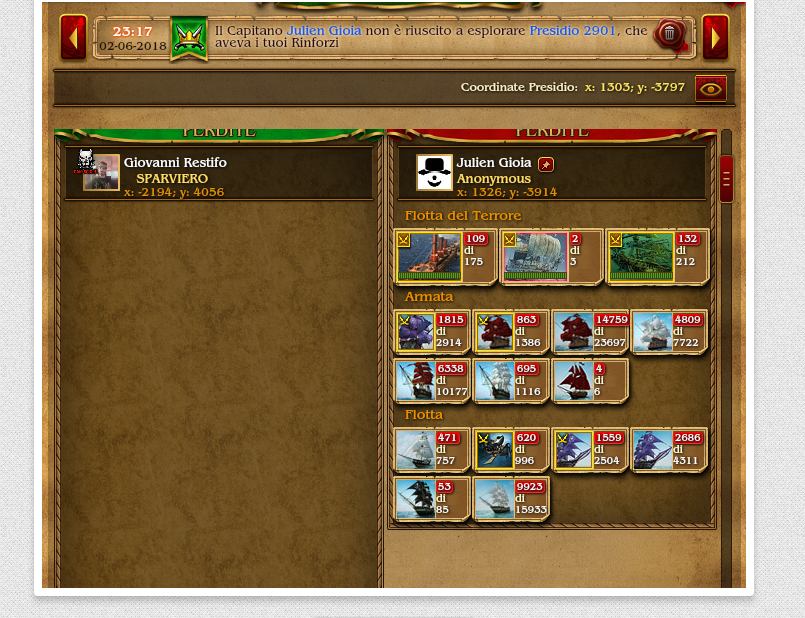 23:17
02-06-2018
Il Capitano Julien Gioia non è riuscito a esplorare Presidio 2901, che
aveva i tuoi Rinforzi
Coordinate Presidio: x: 1303; y: -3797
PERDITE
Giovanni Restifo
SPARVIERO
x: -2194; y: 4056
PERDITE
Julien Gioia
Anonymous
x: 1326; y: -3914
Flotta del Terrore
109 di 175
2 di 3
132 di 212
Armata
1815 di 2914
863 di 1386
14759 di 23697
4809 di 7722
6338 di 10177
695 di 1116
4 di 6
Flotta
471 di 757
620 di 996
1559 di 2504
2686 di 4311
53 di 85
9923 di 15933